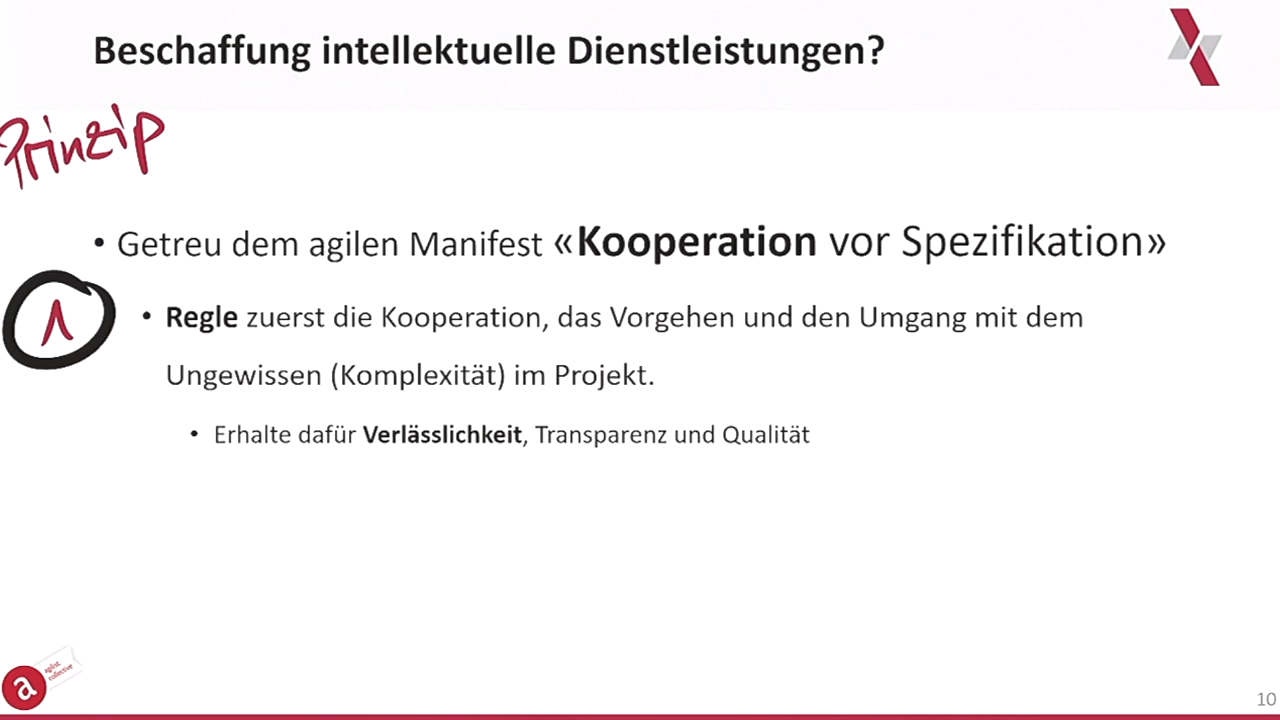 Beschaffung intellektuelle Dienstleistungen?
Prinzip
• Getreu dem agilen Manifest «Kooperation vor Spezifikation»
1
• Regle zuerst die Kooperation, das Vorgehen und den Umgang mit dem
Ungewissen (Komplexität) im Projekt.
• Erhalte dafür Verlässlichkeit, Transparenz und Qualität
a
agilist
collective
10